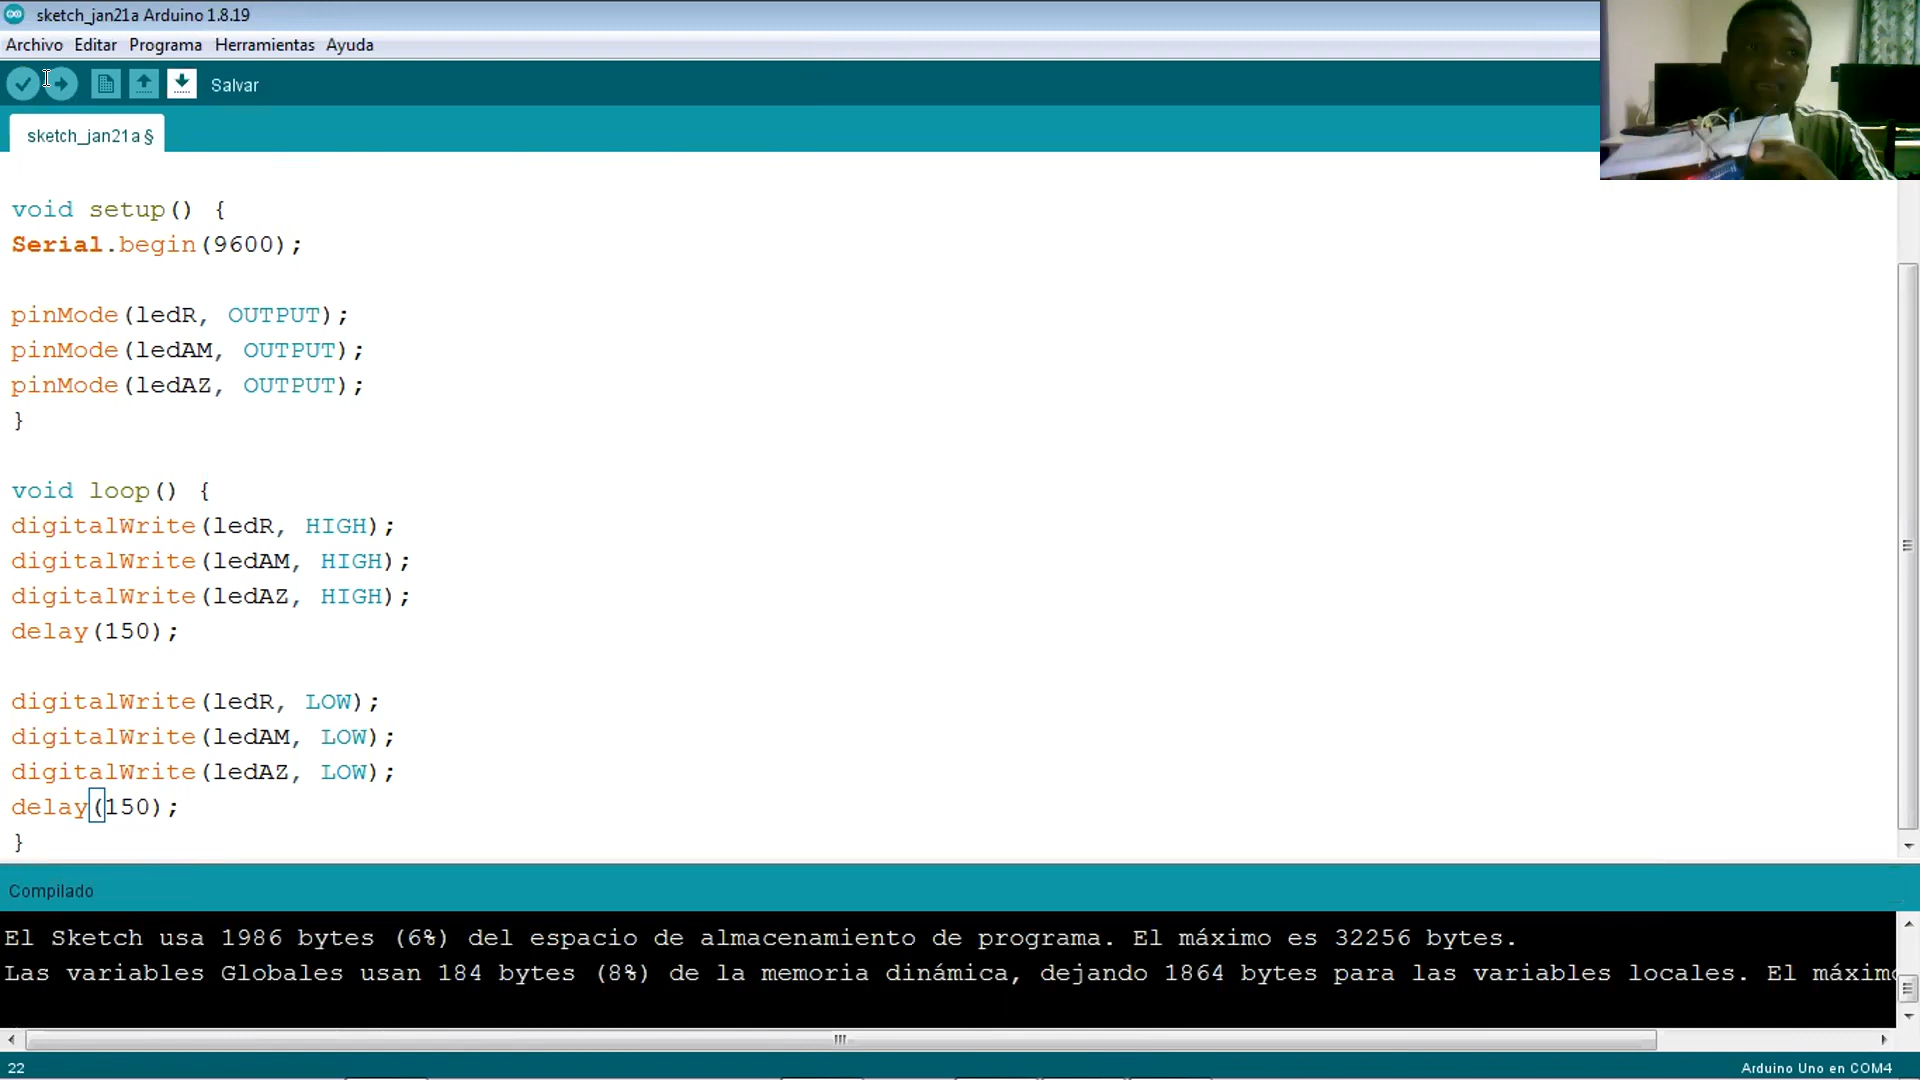 sketch_jan21a Arduino 1.8.19
Archivo Editar Programa Herramientas Ayuda
Salvar
sketch_jan21a §
void setup() {
Serial.begin(9600);
pinMode(ledR, OUTPUT);
pinMode(ledAM, OUTPUT);
pinMode(ledAZ, OUTPUT);
}
void loop() {
digitalWrite(ledR, HIGH);
digitalWrite(ledAM, HIGH);
digitalWrite(ledAZ, HIGH);
delay(150);
digitalWrite(ledR, LOW);
digitalWrite(ledAM, LOW);
digitalWrite(ledAZ, LOW);
delay(150);
}
Compilado
El Sketch usa 1986 bytes (6%) del espacio de almacenamiento de programa. El máximo es 32256 bytes.
Las variables Globales usan 184 bytes (8%) de la memoria dinámica, dejando 1864 bytes para las variables locales. El máximo
22
Arduino Uno en COM4